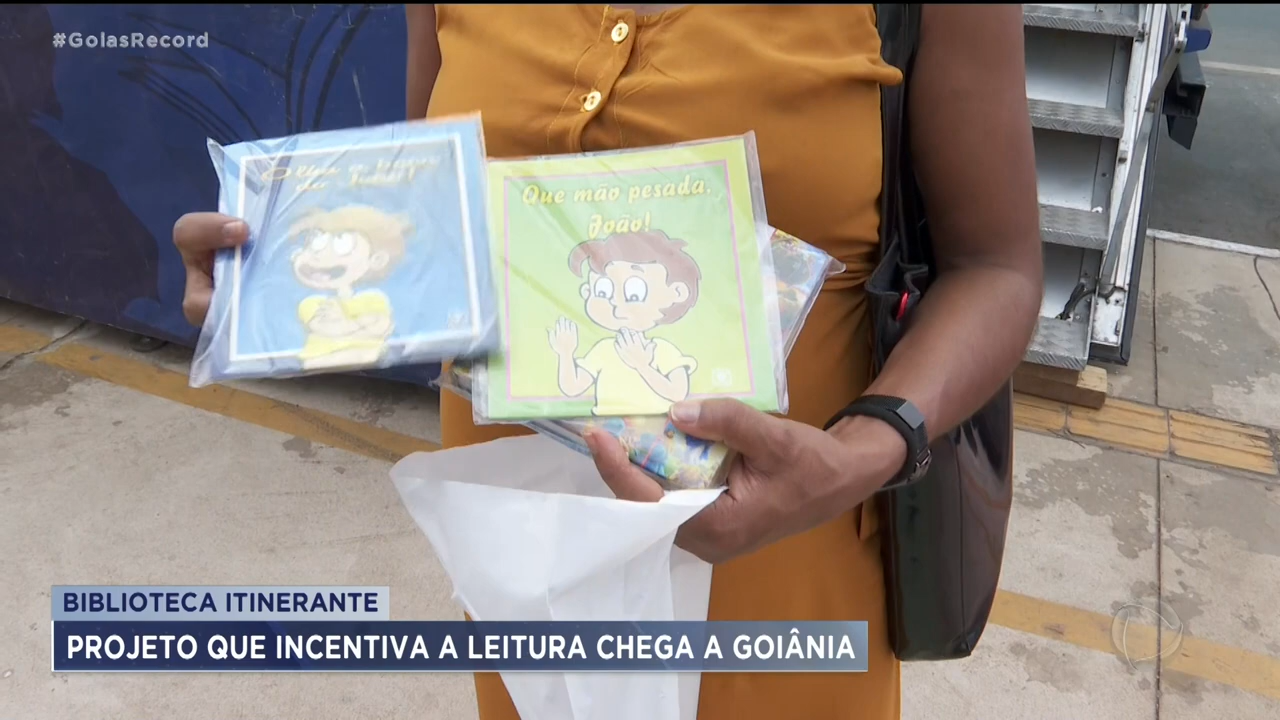 #GoiasRecord
Que mão pesada,
João!
BIBLIOTECA ITINERANTE
PROJETO QUE INCENTIVA A LEITURA CHEGA A GOIÂNIA